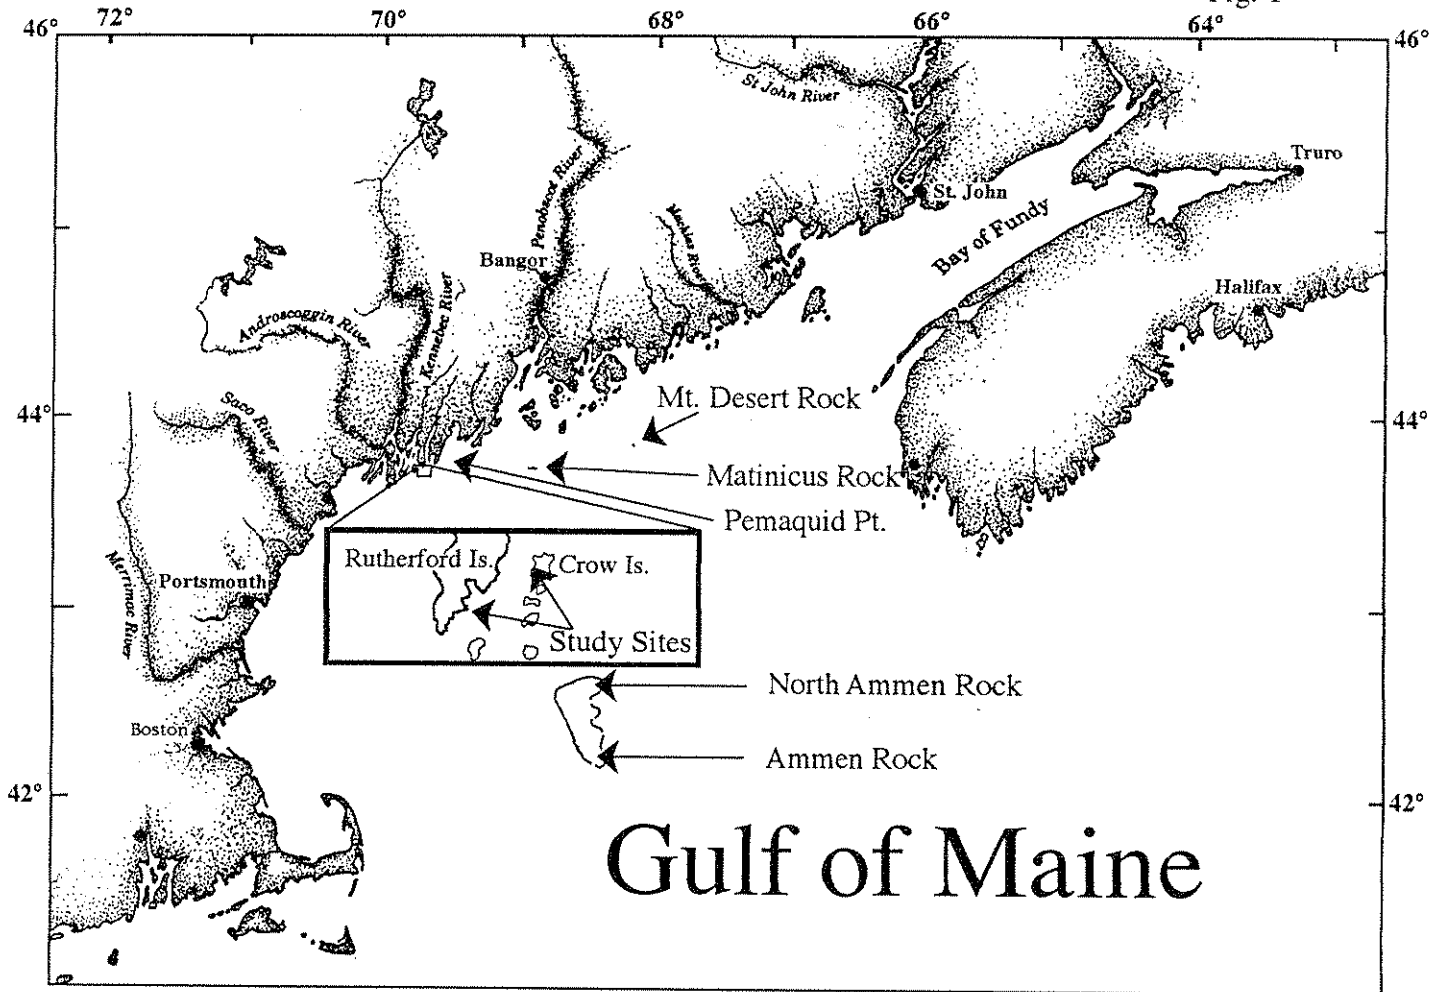 Fig. 1
72°
70°
68°
66°
64°
46°
46°
St John River
Truro
St. John
Penobscot River
Machias River
Bay of Fundy
Bangor
Halifax
Kennebec River
Androscoggin River
Mt. Desert Rock
Saco River
44°
44°
Matinicus Rock
Pemaquid Pt.
Rutherford Is.
Crow Is.
Merrimac River
Portsmouth
Study Sites
North Ammen Rock
Boston
Ammen Rock
42°
42°
Gulf of Maine